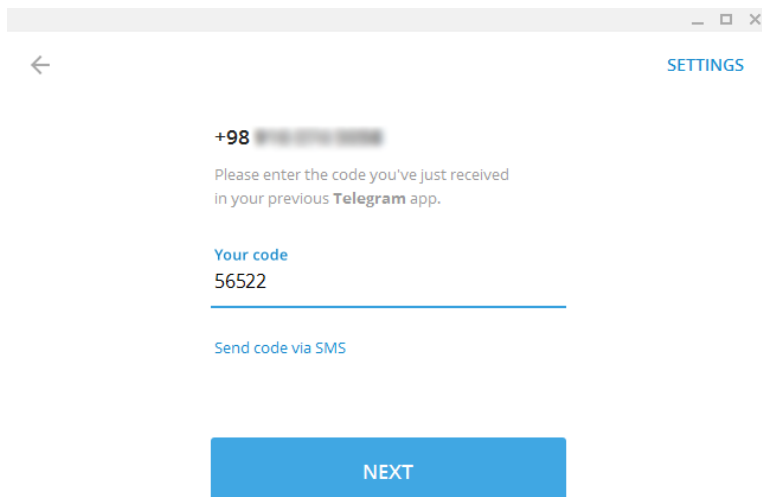 SETTINGS
+98
Please enter the code you've just received
in your previous Telegram app.
Your code
56522
Send code via SMS
NEXT